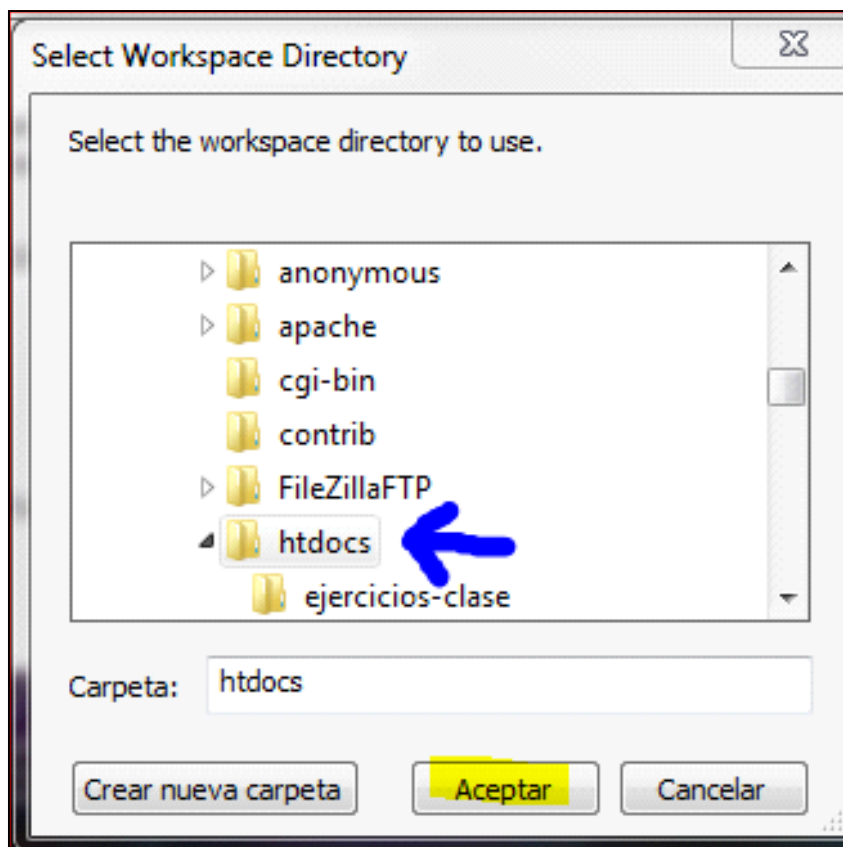 Select Workspace Directory
Select the workspace directory to use.
anonymous
apache
cgi-bin
contrib
FileZillaFTP
htdocs
ejercicios-clase
Carpeta: htdocs
Crear nueva carpeta Aceptar Cancelar